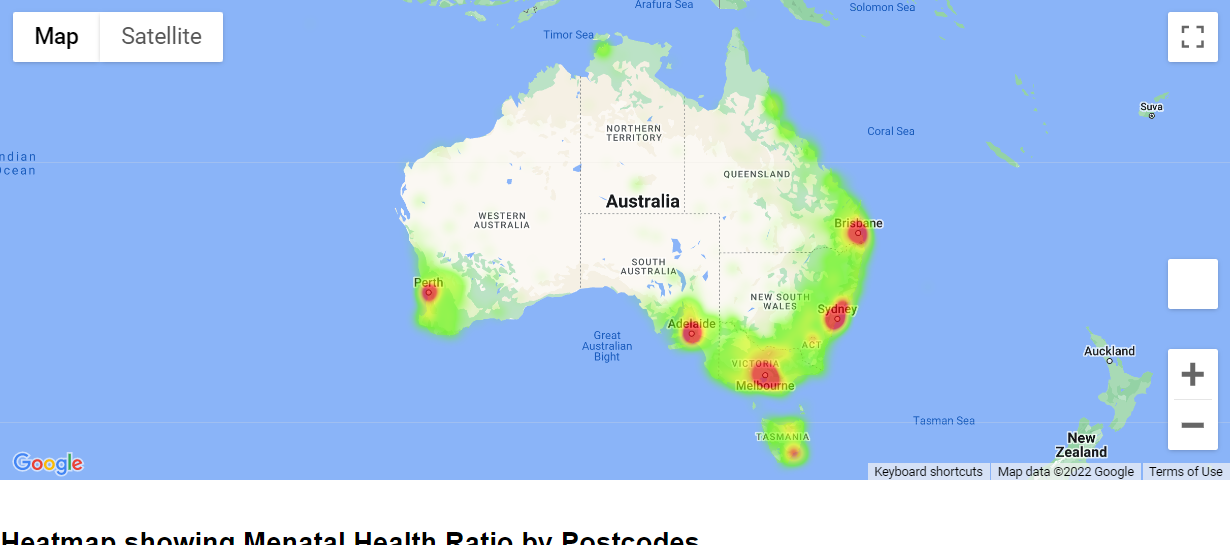 Map
Satellite
Arafura Sea
Solomon Sea
Timor Sea
Suva
Coral Sea
NORTHERN
TERRITORY
ndian
Ocean
QUEENSLAND
Australia
WESTERN
AUSTRALIA
Brisbane
SOUTH
AUSTRALIA
Perth
NEW SOUTH
WALES
Sydney
Adelaide
Great
Australian
Bight
ACT
Auckland
VICTORIA
Melbourne
Tasman Sea
TASMANIA
New
Zealand
Google
Keyboard shortcuts
Map data ©2022 Google
Terms of Use
Heatmap showing Menatal Health Ratio by Postcodes